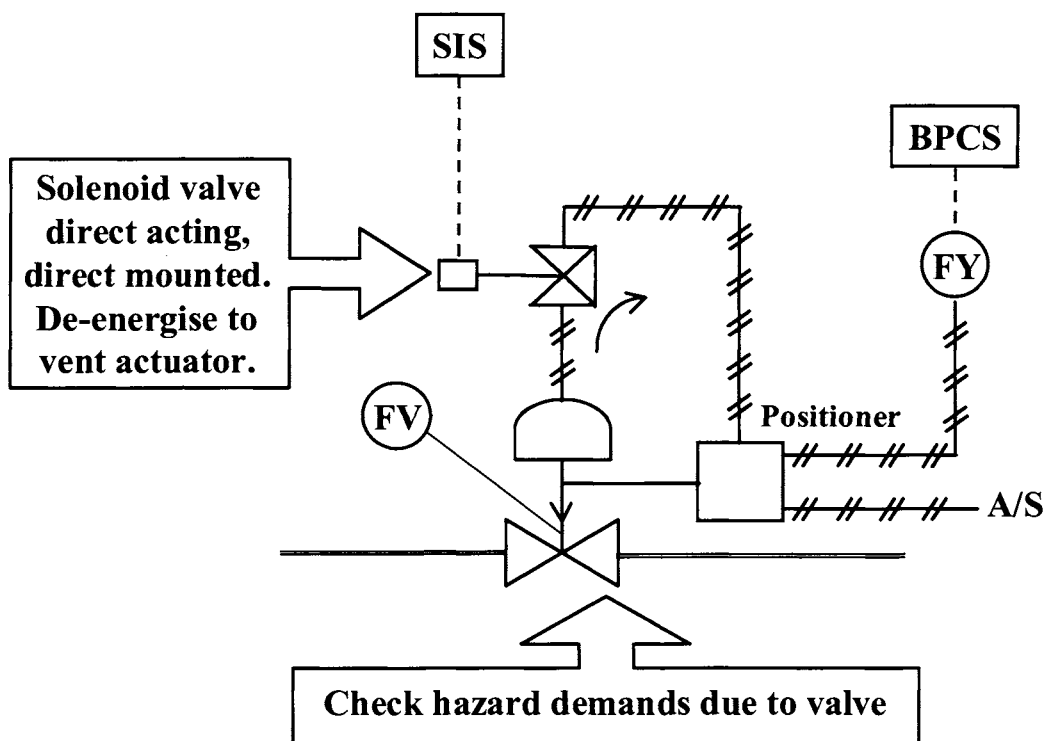 SIS
BPCS
Solenoid valve
direct acting,
direct mounted.
De-energise to
vent actuator.
FY
FV
Positioner
A/S
Check hazard demands due to valve